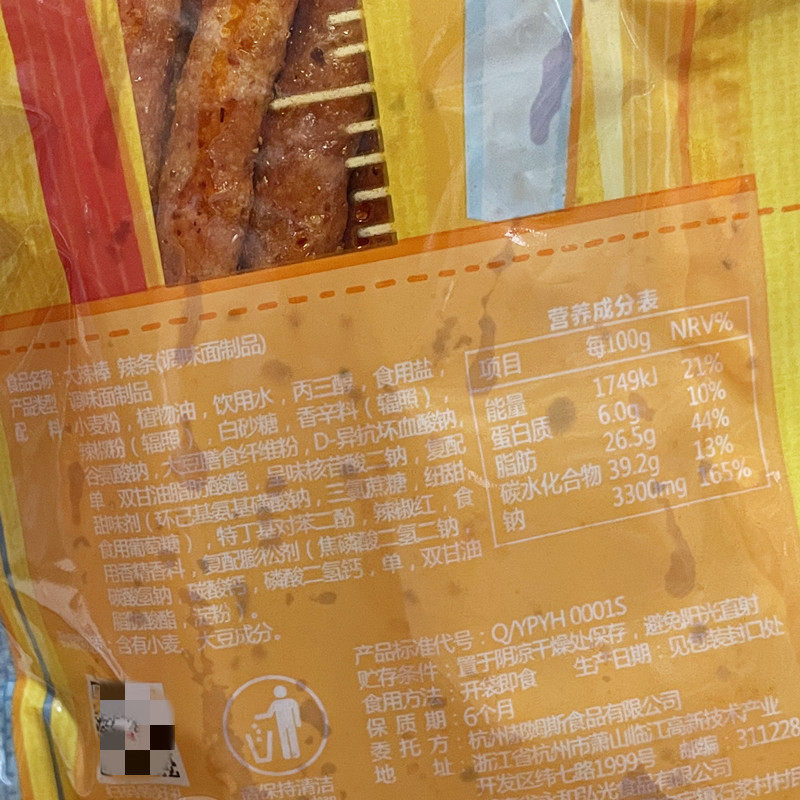 营养成分表
项目 每100g NRV%
能量 1749kJ 21%
蛋白质 6.0g 10%
脂肪 26.5g 44%
碳水化合物 39.2g 13%
钠 3300mg 165%
食品名称:大辣棒 辣条(调味面制品)
产品类型:调味面制品
配 料:小麦粉,植物油,饮用水,丙三醇,食用盐,
辣椒粉(辐照),白砂糖,香辛料(辐照),
谷氨酸钠,大豆膳食纤维粉,D-异抗坏血酸钠,
单,双甘油脂肪酸酯,呈味核苷酸二钠,复配
甜味剂(环己基氨基磺酸钠,三氯蔗糖,纽甜,
食用葡萄糖),特丁基对苯二酚,辣椒红,食
用香精香料,复配膨松剂(焦磷酸二氢二钠,
碳酸氢钠,碳酸钙,磷酸二氢钙,单,双甘油
脂肪酸酯,淀粉)。
含有小麦、大豆成分。
产品标准代号:Q/YPYH 0001S
贮存条件:置于阴凉干燥处保存,避免阳光直射
食用方法:开袋即食 生产日期:见包装封口处
保 质 期:6个月
委 托 方:杭州郝姆斯食品有限公司
地 址:浙江省杭州市萧山临江高新技术产业
开发区纬七路1999号 邮编:311228
保持清洁